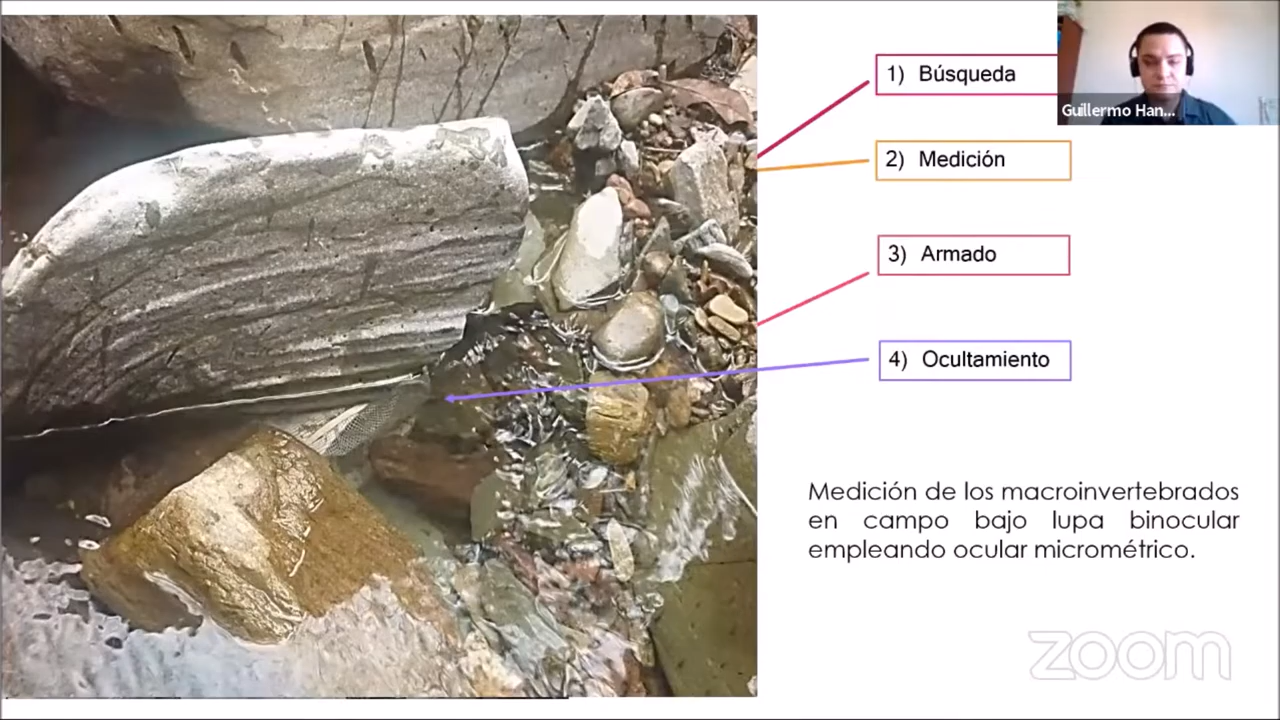 1) Búsqueda
Guillermo Han...
2) Medición
3) Armado
4) Ocultamiento
Medición de los macroinvertebrados
en campo bajo lupa binocular
empleando ocular micrométrico.
zoom